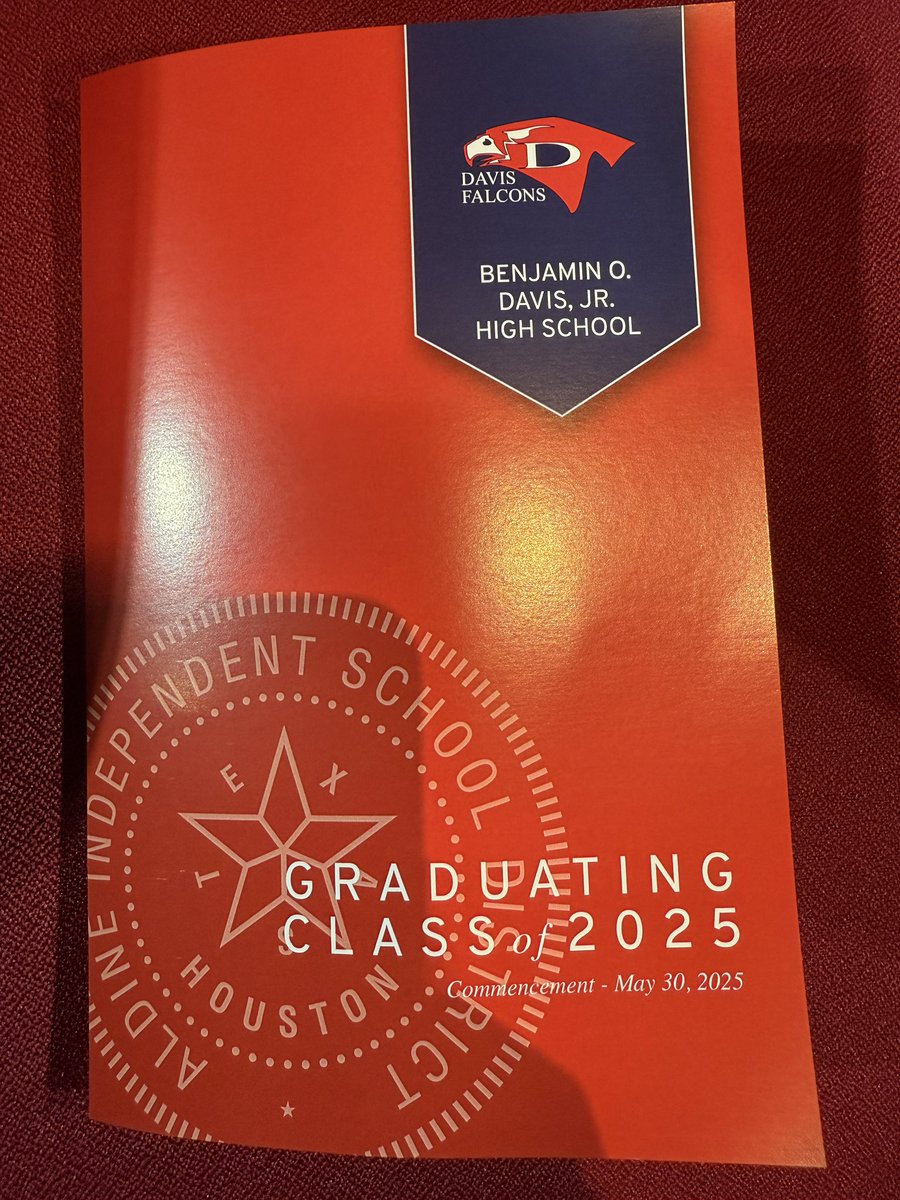 D
DAVIS
FALCONS
BENJAMIN O.
DAVIS, JR.
HIGH SCHOOL
ALDINE INDEPENDENT SCHOOL DISTRICT
TEXAS
HOUSTON
GRADUATING
CLASS of 2025
Commencement - May 30, 2025